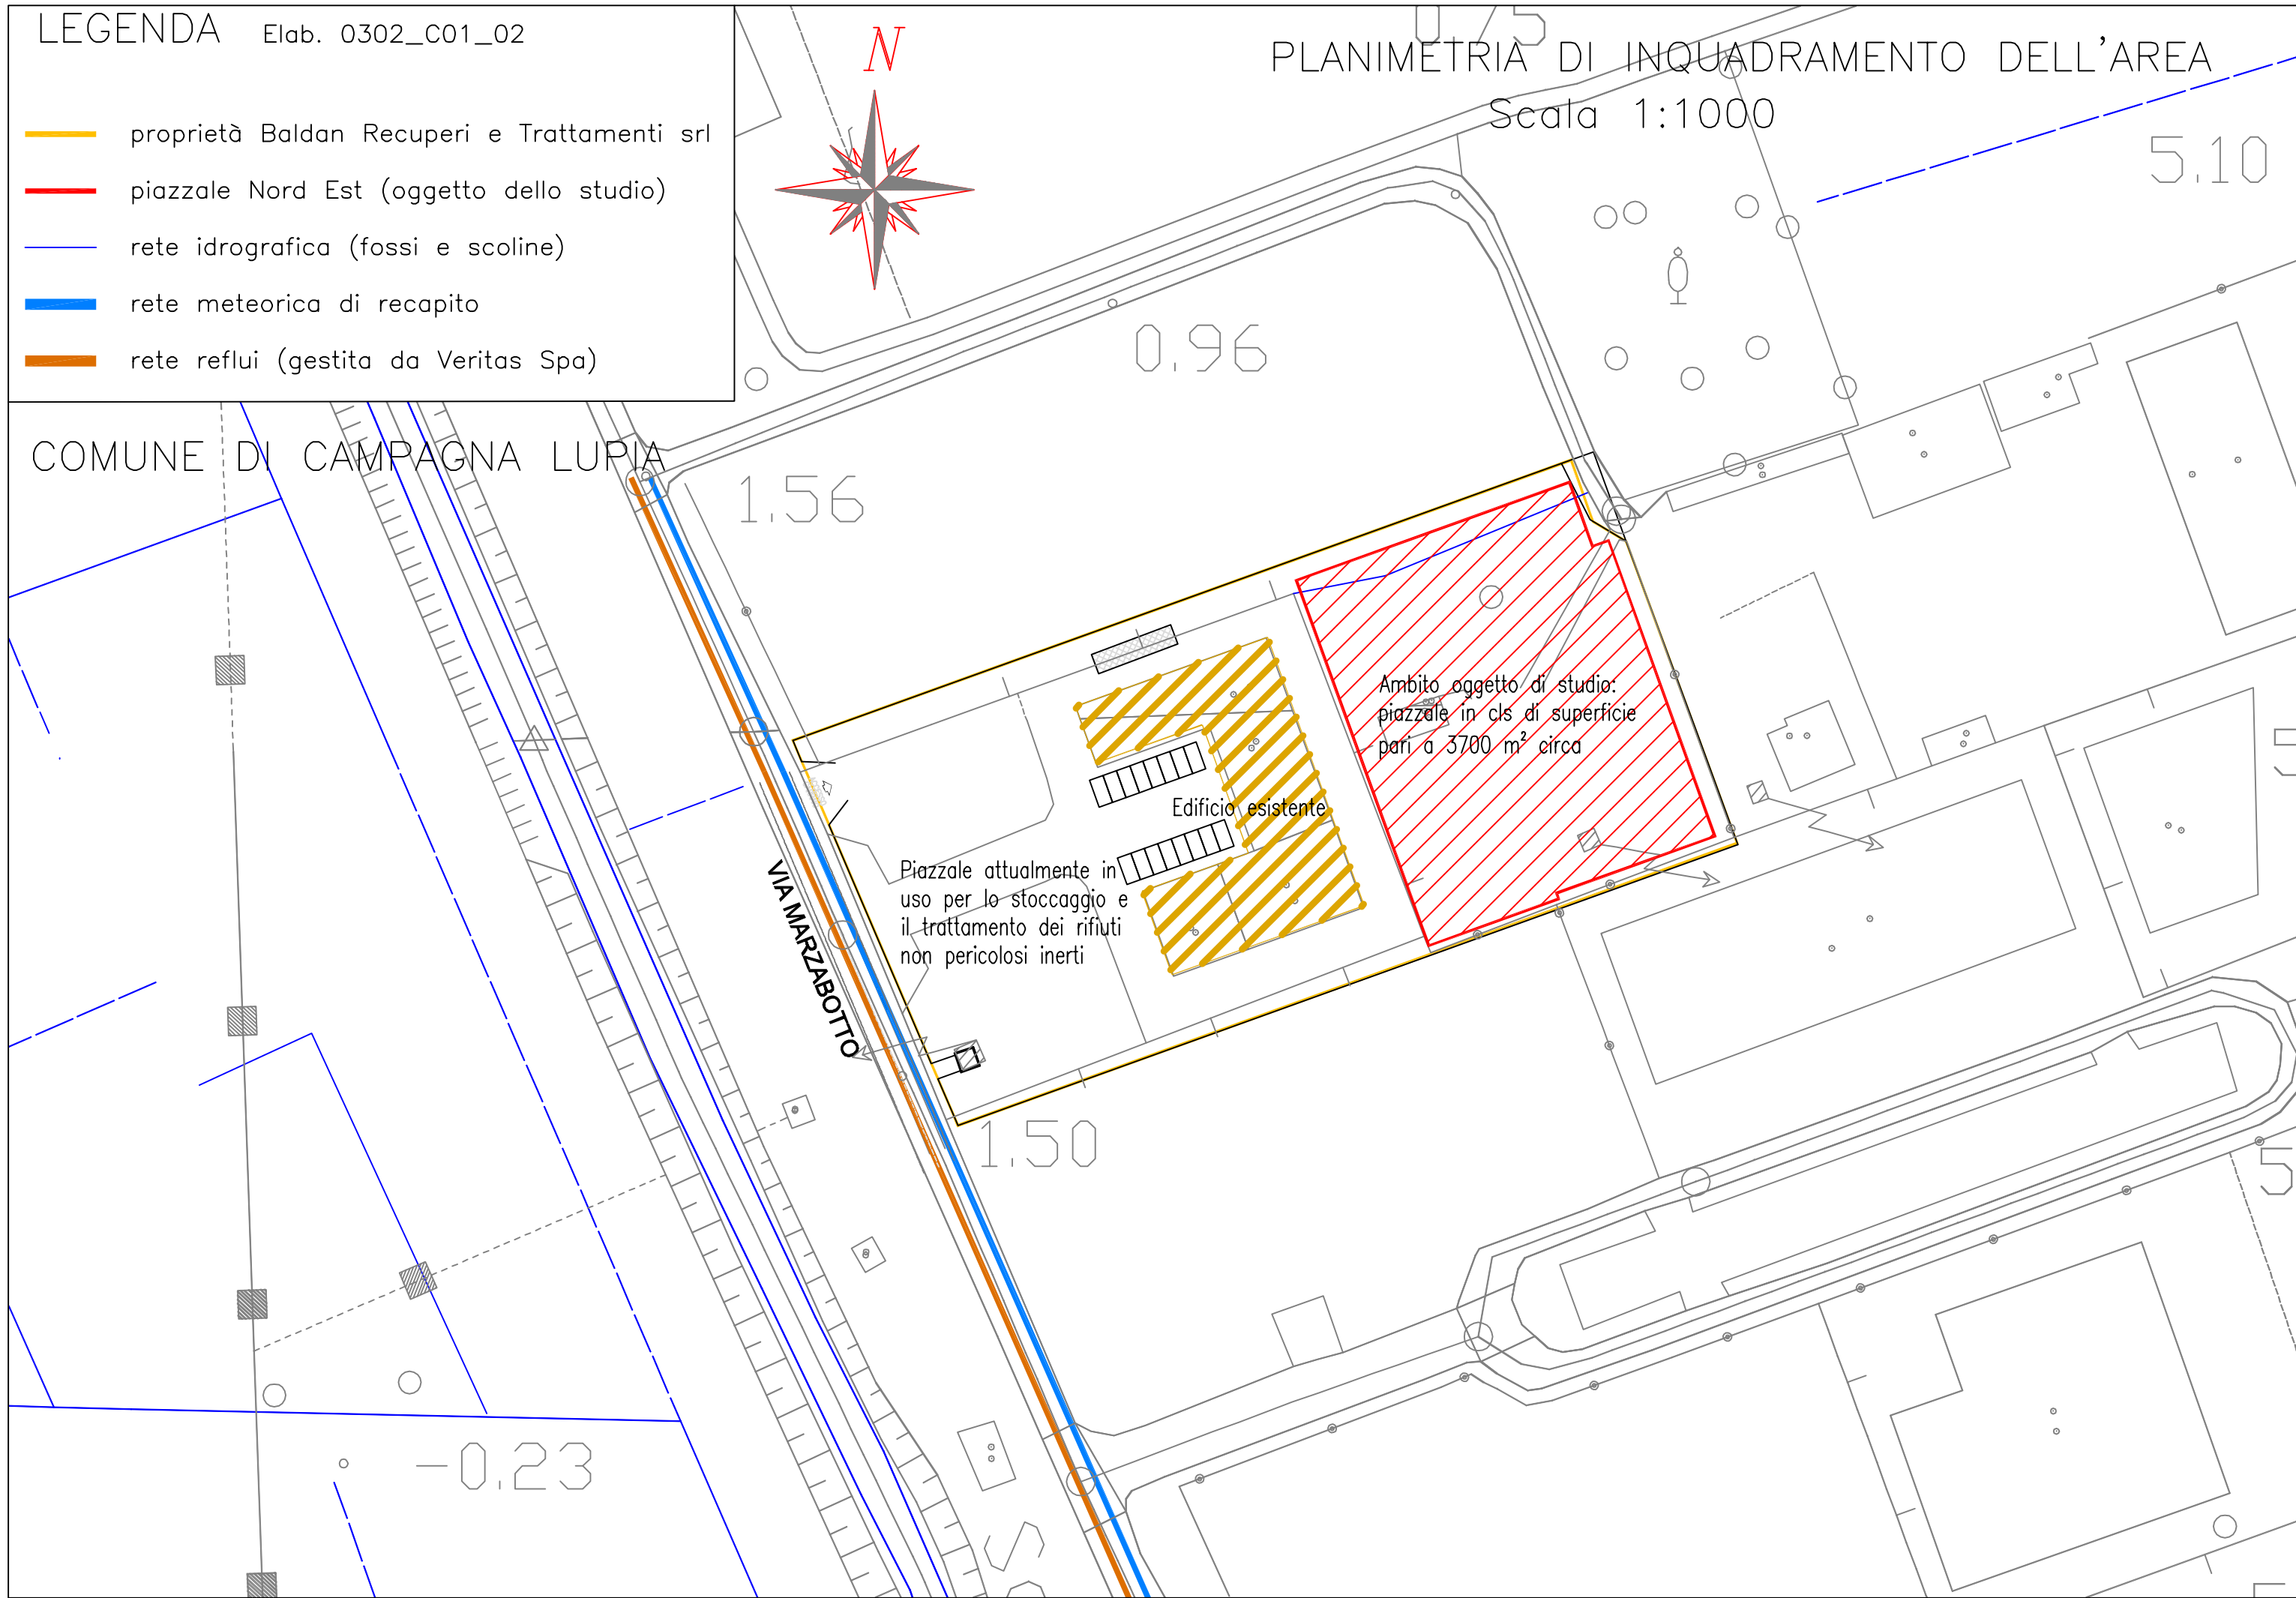 LEGENDA Elab. 0302_C01_02
proprietà Baldan Recuperi e Trattamenti srl
piazzale Nord Est (oggetto dello studio)
rete idrografica (fossi e scoline)
rete meteorica di recapito
rete reflui (gestita da Veritas Spa)
N
PLANIMETRIA DI INQUADRAMENTO DELL'AREA
Scala 1:1000
5.10
0.96
COMUNE DI CAMPAGNA LUPIA
1.56
Ambito oggetto di studio:
piazzale in cls di superficie
pari a 3700 m² circa
Edificio esistente
Piazzale attualmente in
uso per lo stoccaggio e
il trattamento dei rifiuti
non pericolosi inerti
VIA MARZABOTTO
1.50
-0.23